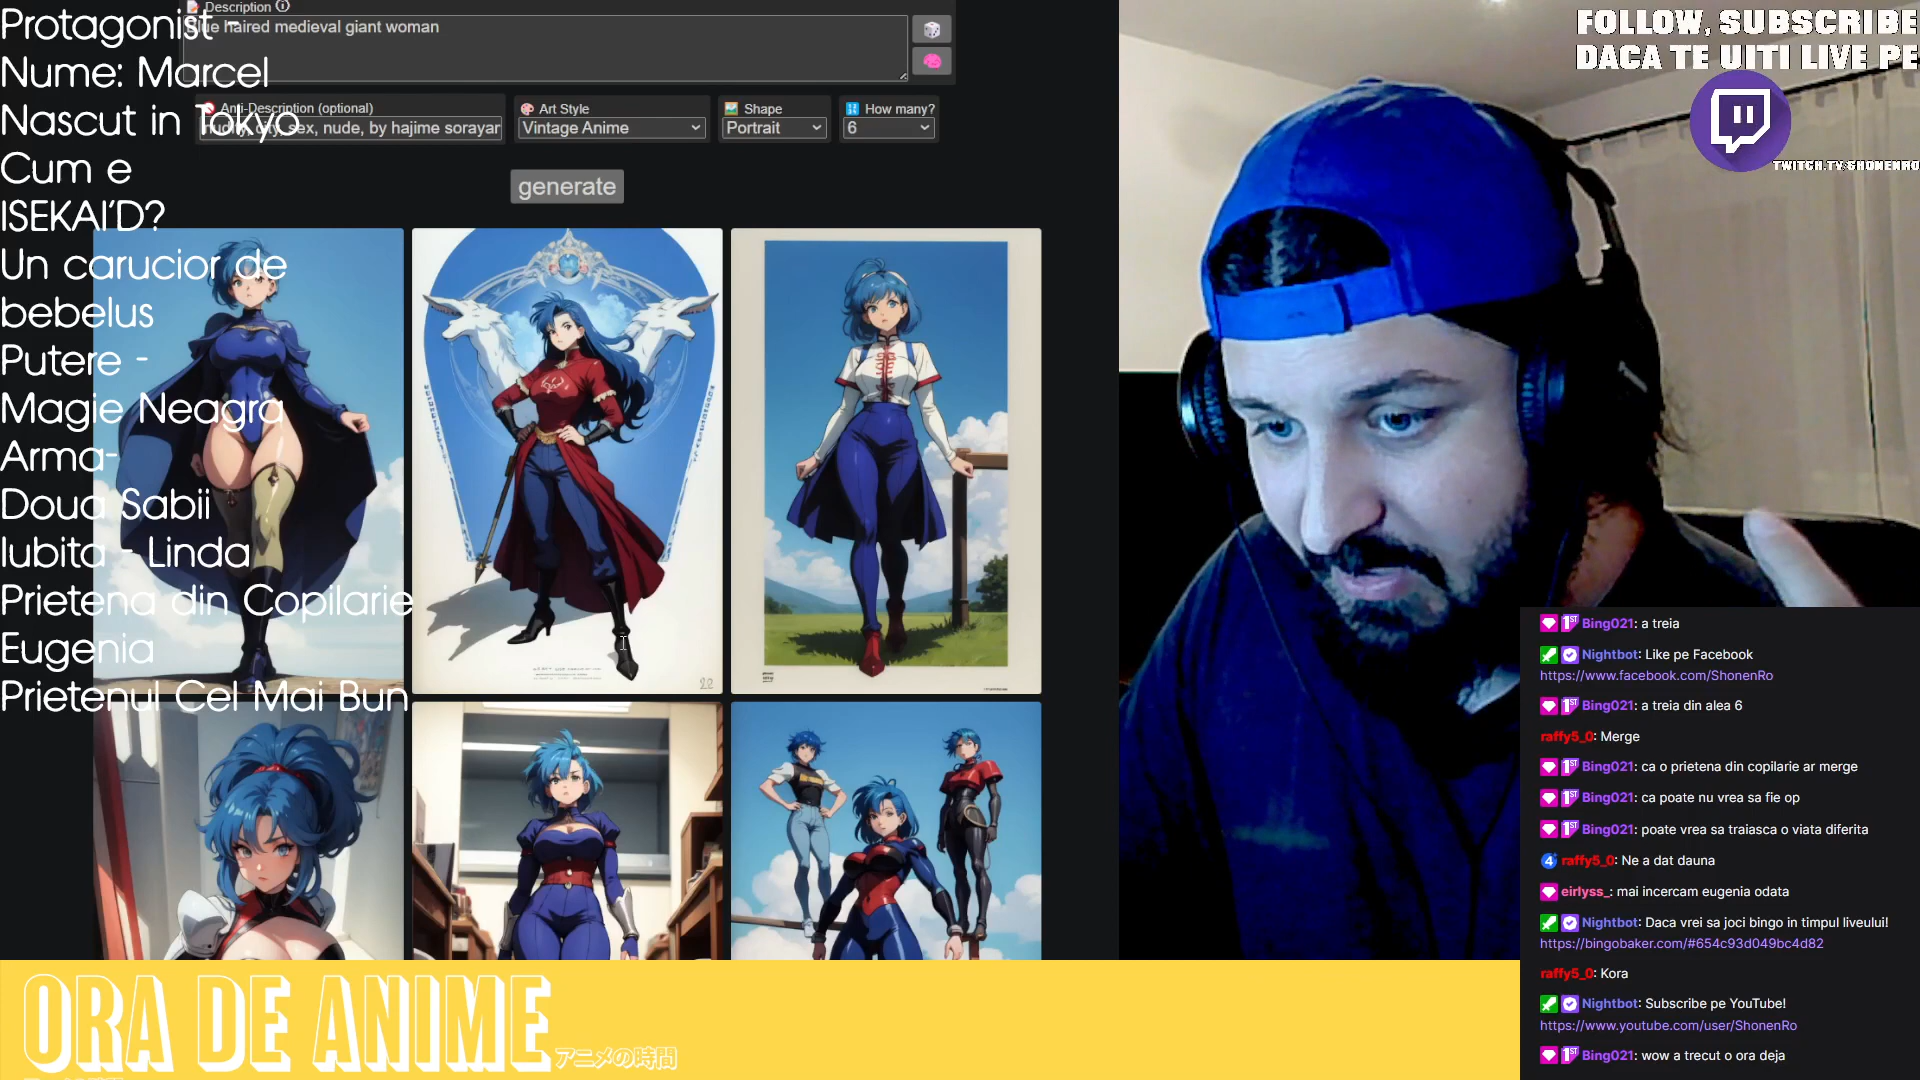 Protagonist -
Nume: Marcel
Nascut in Tokyo
Cum e
ISEKAI'D?
Un carucior de
bebelus
Putere -
Magie Neagra
Arma-
Doua Sabii
Iubita - Linda
Prietena din Copilarie
Eugenia
Prietenul Cel Mai Bun
Description
haired medieval giant woman
Anti-Description (optional)
sex, nude, by hajime sorayar
Art Style
Vintage Anime
Shape
Portrait
How many?
6
generate
22
FOLLOW, SUBSCRIBE
DACA TE UITI LIVE PE
TWITCH.TV/SHONENRO
Bing021: a treia
Nightbot: Like pe Facebook
https://www.facebook.com/ShonenRo
Bing021: a treia din alea 6
raffy5_0: Merge
Bing021: ca o prietena din copilarie ar merge
Bing021: ca poate nu vrea sa fie op
Bing021: poate vrea sa traiasca o viata diferita
4 raffy5_0: Ne a dat dauna
eirlyss_: mai incercam eugenia odata
Nightbot: Daca vrei sa joci bingo in timpul liveului!
https://bingobaker.com/#654c93d049bc4d82
raffy5_0: Kora
Nightbot: Subscribe pe YouTube!
https://www.youtube.com/user/ShonenRo
Bing021: wow a trecut o ora deja
ORA DE ANIME
アニメの時間